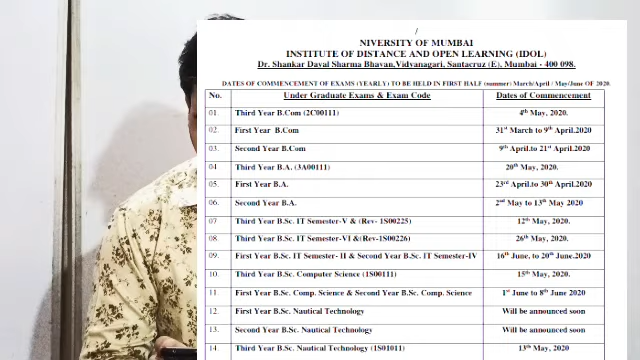 /
NIVERSITY OF MUMBAI
INSTITUTE OF DISTANCE AND OPEN LEARNING (IDOL)
Dr. Shankar Dayal Sharma Bhavan,Vidyanagari, Santacruz (E). Mumbai - 400 098.
DATES OF COMMENCEMENT OF EXAMS (YEARLY) TO BE HELD IN FIRST HALF (summer) March/April / May/June OF 2020.
No. Under Graduate Exams & Exam Code Dates of Commencement
01. Third Year B.Com (2C00111) 4th May, 2020.
02. First Year B.Com 31st March to 9th April.2020
03. Second Year B.Com 9th April.to 21st April.2020
04. Third Year B.A. (3A00111) 20th May, 2020.
05. First Year B.A. 23rd April.to 30th April.2020
06. Second Year B.A. 2nd May to 13th May 2020
07 Third Year B.Sc. IT Semester-V & (Rev- 1S00225) 12th May, 2020.
08. Third Year B.Sc. IT Semester-VI &(Rev-1S00226) 26th May, 2020.
09. First Year B.Sc. IT Semester- II & Second Year B.Sc. IT Semester-IV 16th June, to 20th June.2020
10. Third Year B.Sc. Computer Science (1S00111) 15th May, 2020.
11. First Year B.Sc. Comp. Science & Second Year B.Sc. Comp. Science 1st June to 8th June 2020
12. First Year B.Sc. Nautical Technology Will be announced soon
13. Second Year B.Sc. Nautical Technology Will be announced soon
14. Third Year B.Sc. Nautical Technology (1S01011) 13th May 2020